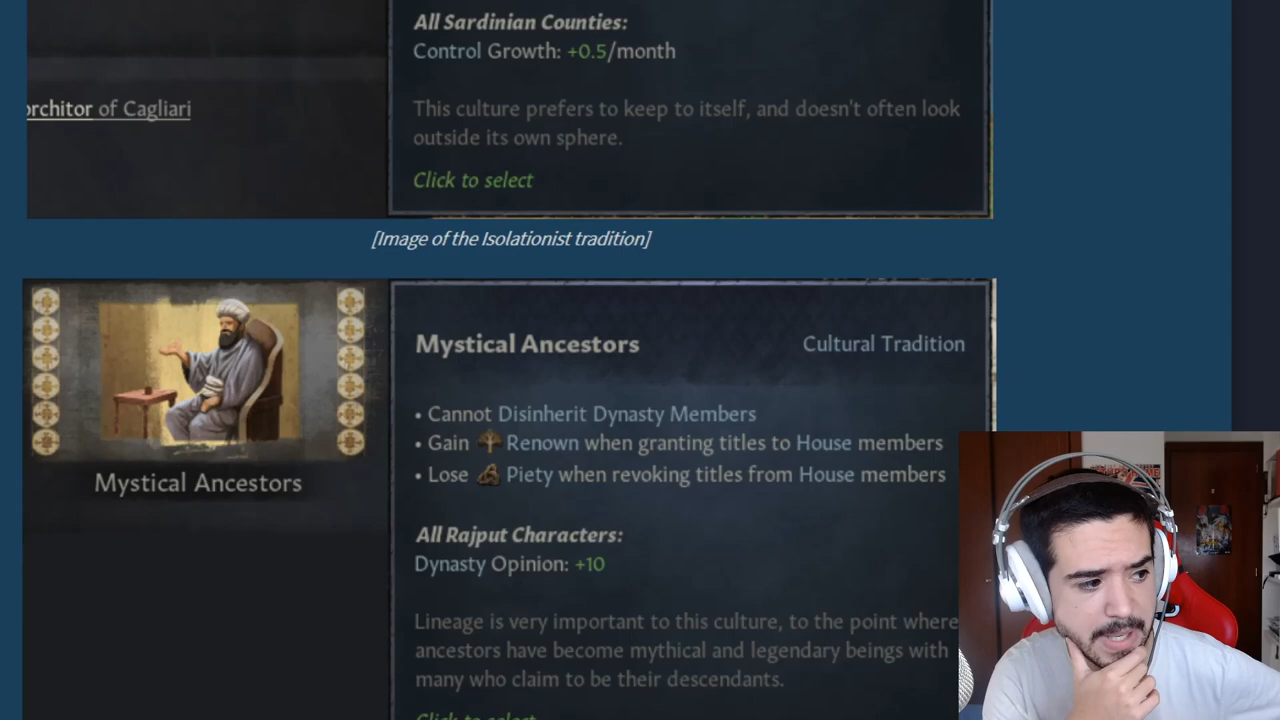 All Sardinian Counties:
Control Growth: +0.5/month
orchitor of Cagliari
This culture prefers to keep to itself, and doesn't often look
outside its own sphere.
Click to select
[Image of the Isolationist tradition]
Mystical Ancestors
Mystical Ancestors
Cultural Tradition
• Cannot Disinherit Dynasty Members
• Gain Renown when granting titles to House members
• Lose Piety when revoking titles from House members
All Rajput Characters:
Dynasty Opinion: +10
Lineage is very important to this culture, to the point where
ancestors have become mythical and legendary beings with
many who claim to be their descendants.
Click to select